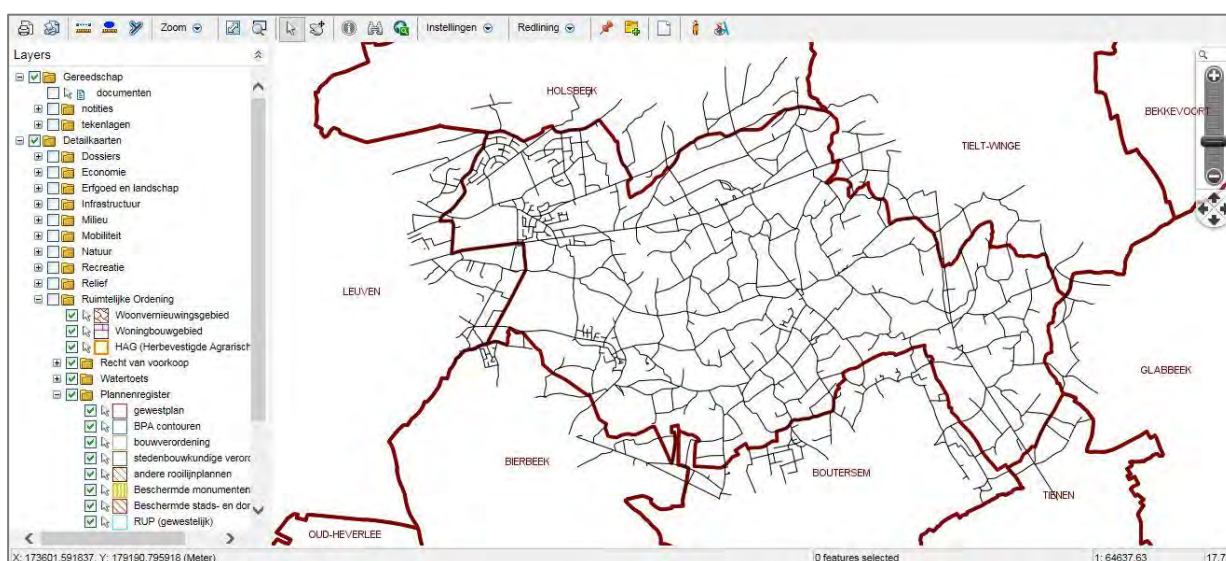 Zoom Instellingen Redlining
Layers
Gereedschap
documenten
notities
tekenlagen
Detailkaarten
Dossiers
Economie
Erfgoed en landschap
Infrastructuur
Milieu
Mobiliteit
Natuur
Recreatie
Relief
Ruimtelijke Ordening
Woonvernieuwingsgebied
Woningbouwgebied
HAG (Herbevestigde Agrarisch
Recht van voorkoop
Watertoets
Plannenregister
gewestplan
BPA contouren
bouwverordening
stedenbouwkundige veror
andere rooilijnplannen
Beschermde monumenten
Beschermde stads- en dor
RUP (gewestelijk)
HOLSBEEK
BEKKEVOORT
TIELT-WINGE
LEUVEN
GLABBEEK
BIERBEEK
BOUTERSEM
TIENEN
OUD-HEVERLEE
X: 173601.591837, Y: 179190.795918 (Meter) 0 features selected 1: 64637.63 17.7